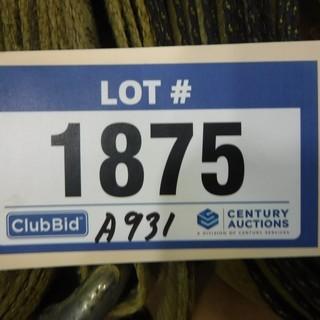 LOT #
1875
ClubBid A931 CENTURY AUCTIONS
A DIVISION OF CENTURY SERVICES